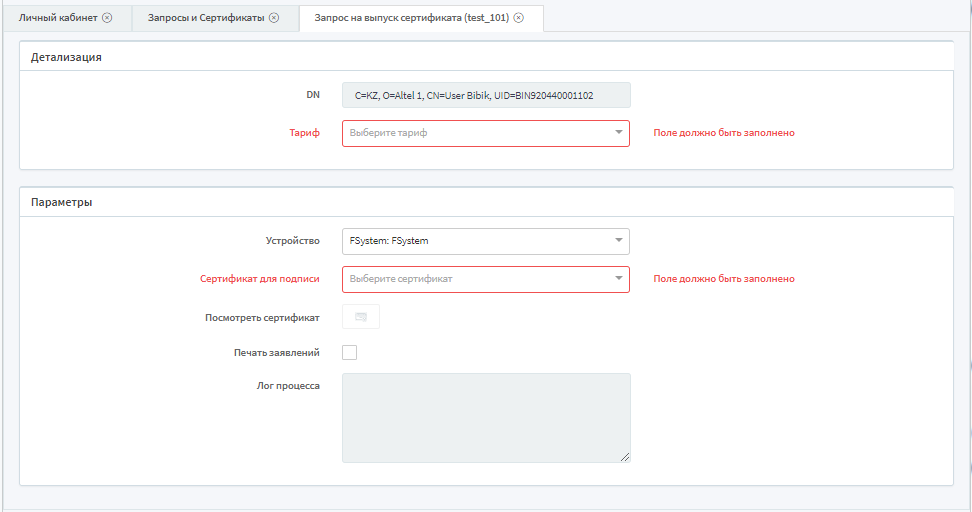 Личный кабинет Запросы и Сертификаты Запрос на выпуск сертификата (test_101)
Детализация
DN C=KZ, O=Altel 1, CN=User Bibik, UID=BIN920440001102
Тариф Выберите тариф Поле должно быть заполнено
Параметры
Устройство FSystem: FSystem
Сертификат для подписи Выберите сертификат Поле должно быть заполнено
Посмотреть сертификат
Печать заявлений
Лог процесса